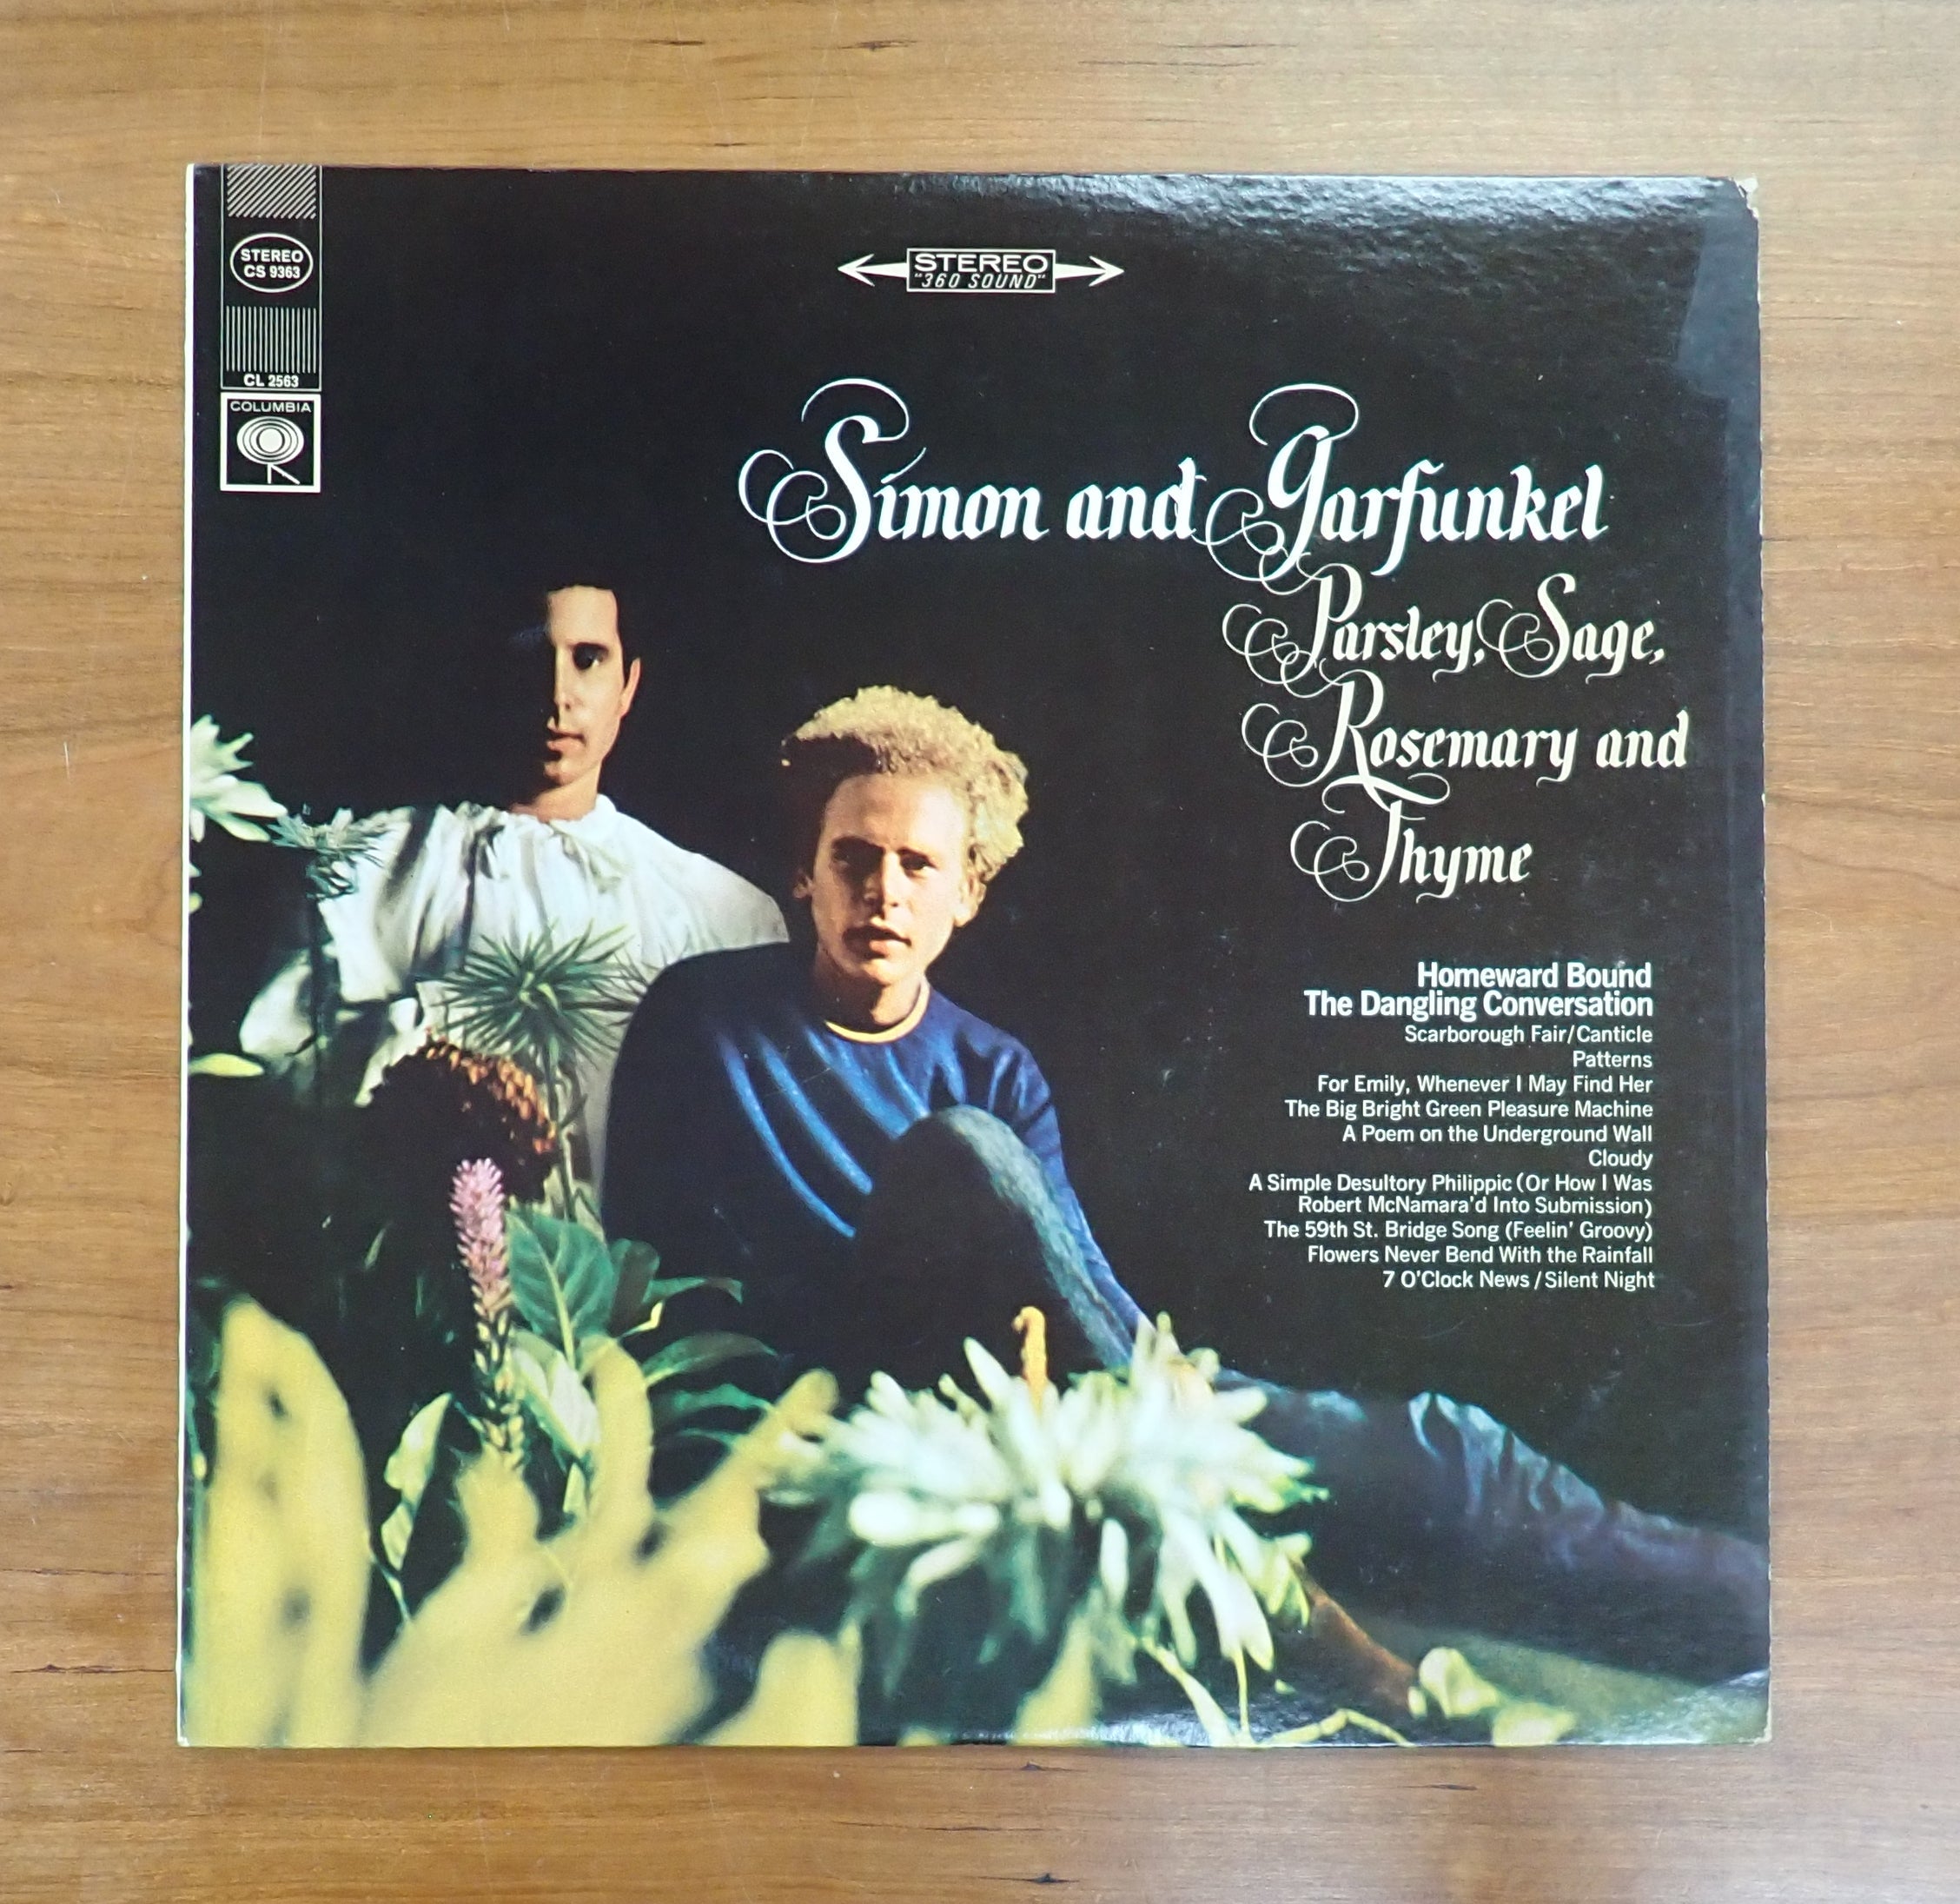 STEREO
CS 9363
CL 2563
COLUMBIA
STEREO
"360 SOUND"
Simon and Garfunkel
Parsley, Sage,
Rosemary and
Thyme
Homeward Bound
The Dangling Conversation
Scarborough Fair/Canticle
Patterns
For Emily, Whenever I May Find Her
The Big Bright Green Pleasure Machine
A Poem on the Underground Wall
Cloudy
A Simple Desultory Philippic (Or How I Was
Robert McNamara'd Into Submission)
The 59th St. Bridge Song (Feelin' Groovy)
Flowers Never Bend With the Rainfall
7 O'Clock News / Silent Night